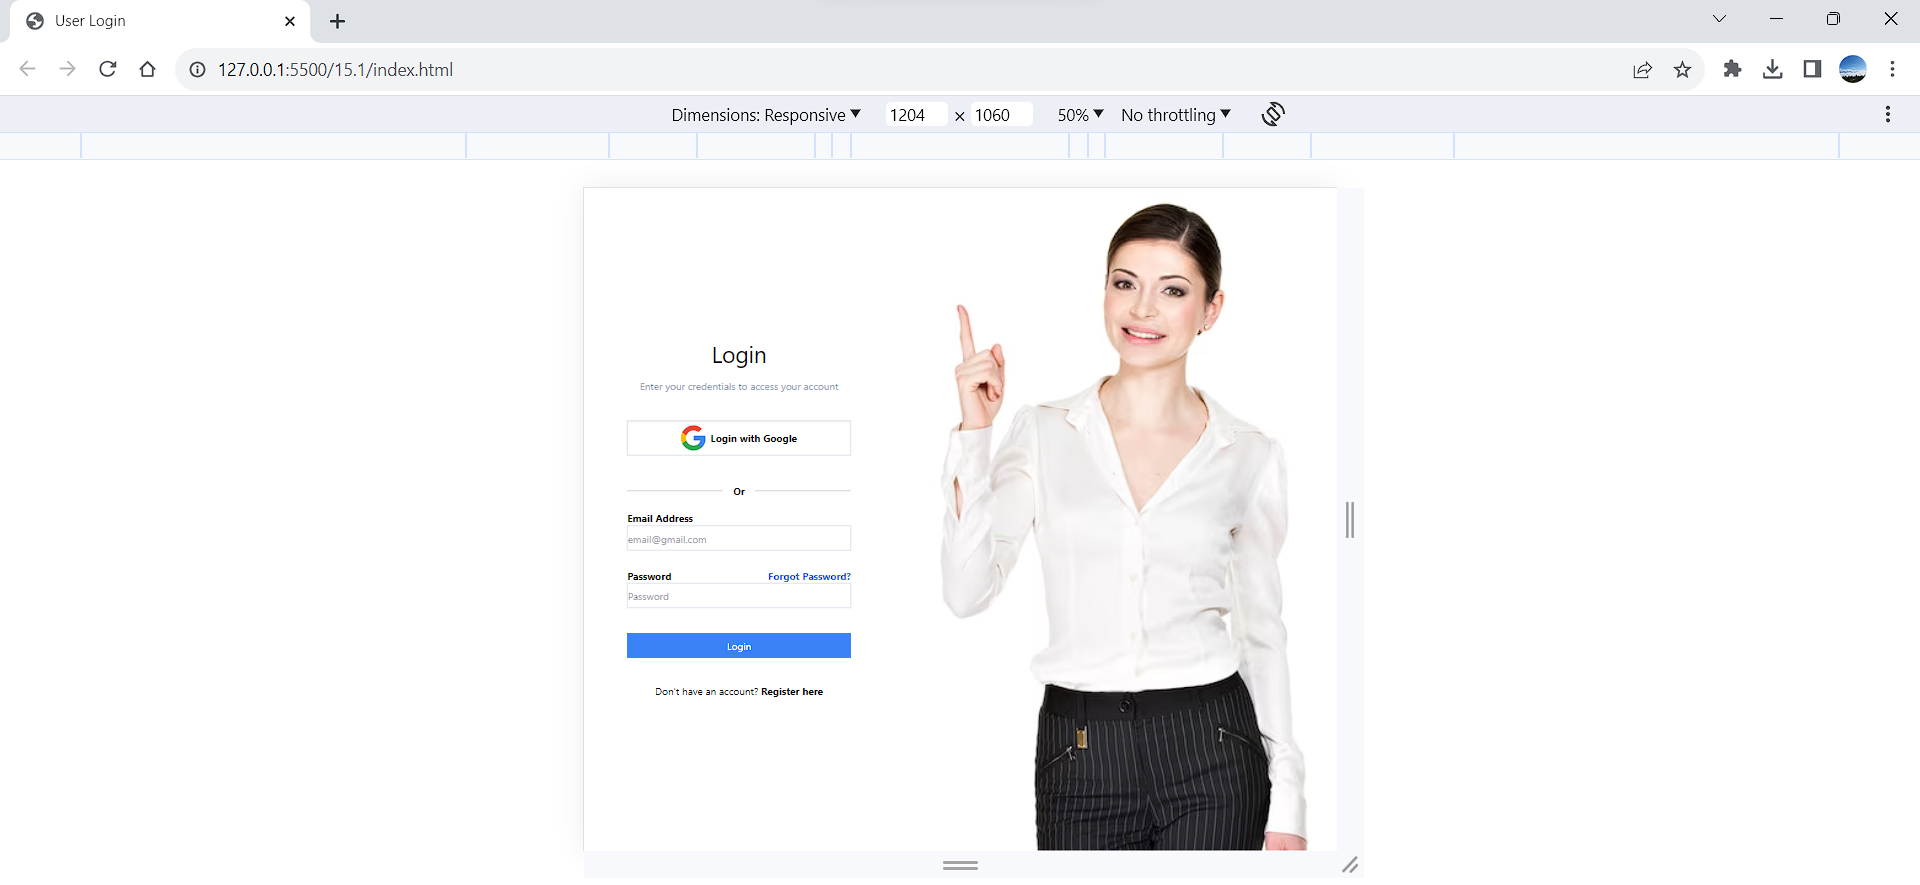 User Login
127.0.0.1:5500/15.1/index.html
Dimensions: Responsive 1204 × 1060 50% No throttling
Login
Enter your credentials to access your account
Login with Google
Or
Email Address
email@gmail.com
Password Forgot Password?
Password
Login
Don't have an account? Register here